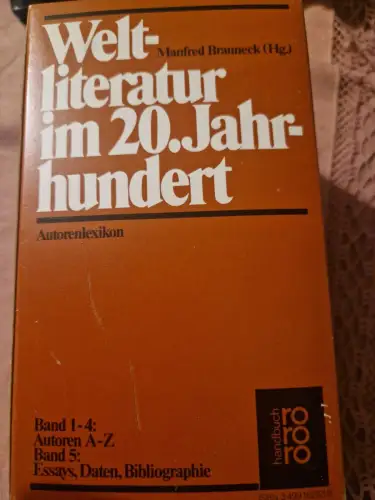 Welt-
Manfred Brauneck (Hg.)
literatur
im 20. Jahr-
hundert
Autorenlexikon
Band 1-4:
Autoren A-Z
Band 5:
Essays, Daten, Bibliographie
handbuch
ro
ro
ro